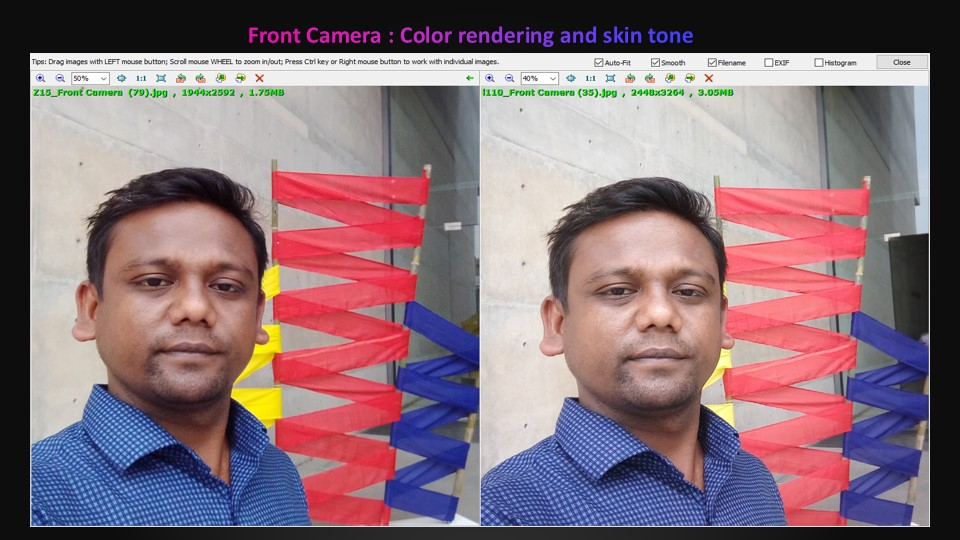 Front Camera : Color rendering and skin tone
Tips: Drag images with LEFT mouse button; Scroll mouse WHEEL to zoom in/out; Press Ctrl key or Right mouse button to work with individual images.
Auto-Fit Smooth Filename EXIF Histogram Close
50% 1:1 40% 1:1
Z15_Front Camera (79).jpg , 1944x2592 , 1.75MB
i110_Front Camera (35).jpg , 2448x3264 , 3.05MB